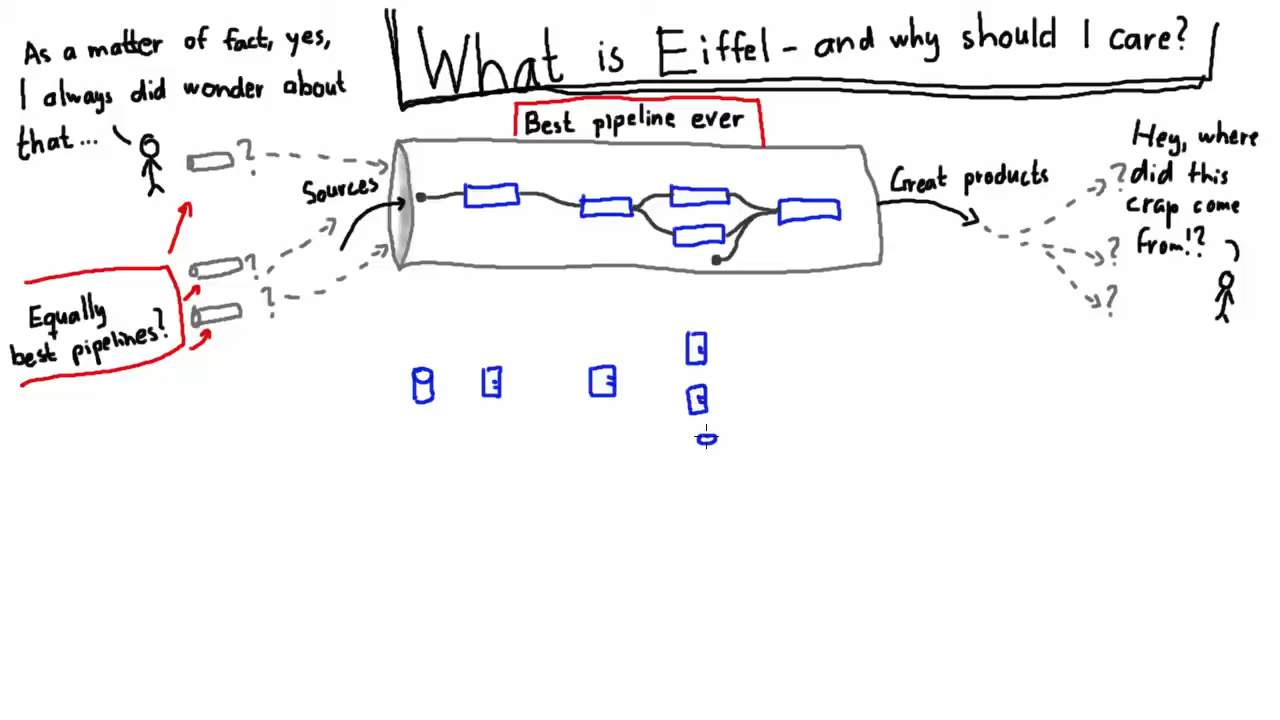 As a matter of fact, yes,
I always did wonder about
that...
What is Eiffel - and why should I care?
Best pipeline ever
?
Sources
Great products
Hey, where
did this
crap come
from!?
?
?
?
?
?
Equally
best pipelines?